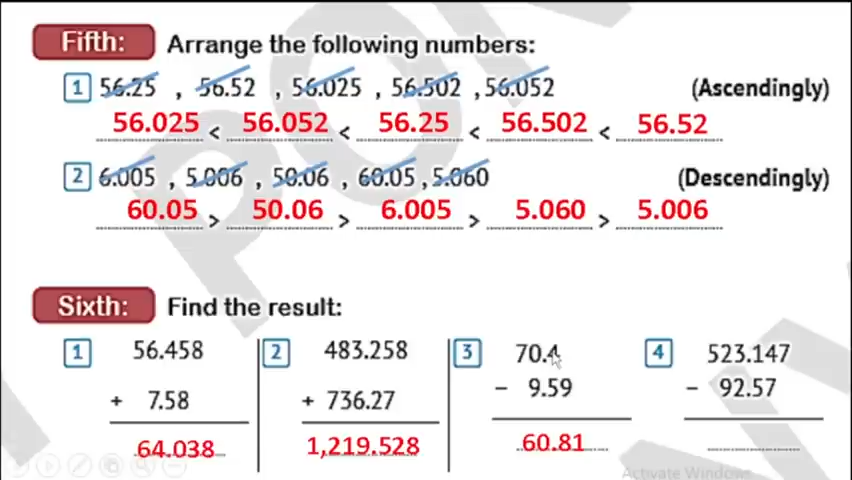 Fifth: Arrange the following numbers:
1 56.25 , 56.52 , 56.025 , 56.502 , 56.052 (Ascendingly)
56.025 < 56.052 < 56.25 < 56.502 < 56.52
2 6.005 , 5.006 , 50.06 , 60.05 , 5.060 (Descendingly)
60.05 > 50.06 > 6.005 > 5.060 > 5.006
Sixth: Find the result:
1 56.458 2 483.258 3 70.4 4 523.147
+ 7.58 + 736.27 − 9.59 − 92.57
64.038 1,219.528 60.81
Activate Windows